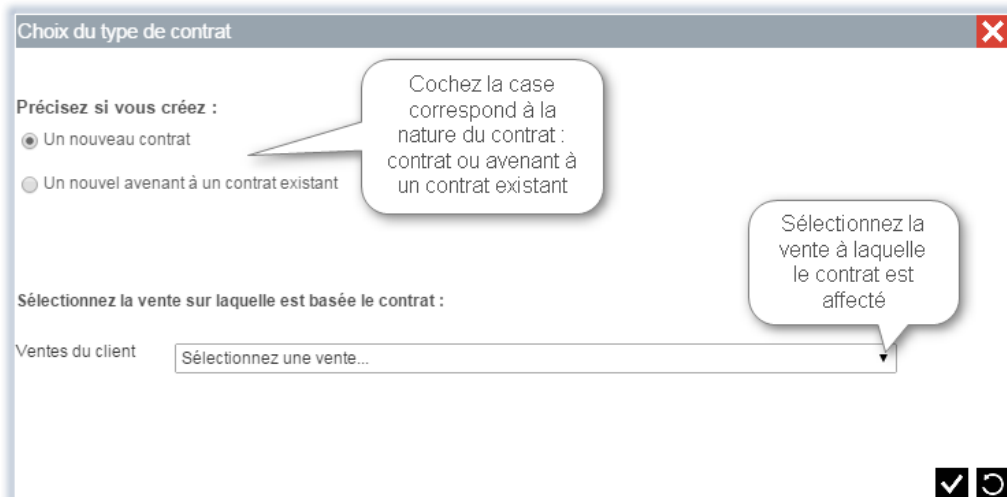 Choix du type de contrat
Précisez si vous créez :
Un nouveau contrat
Un nouvel avenant à un contrat existant
Cochez la case
correspond à la
nature du contrat :
contrat ou avenant à
un contrat existant
Sélectionnez la
vente à laquelle
le contrat est
affecté
Sélectionnez la vente sur laquelle est basée le contrat :
Ventes du client
Sélectionnez une vente...